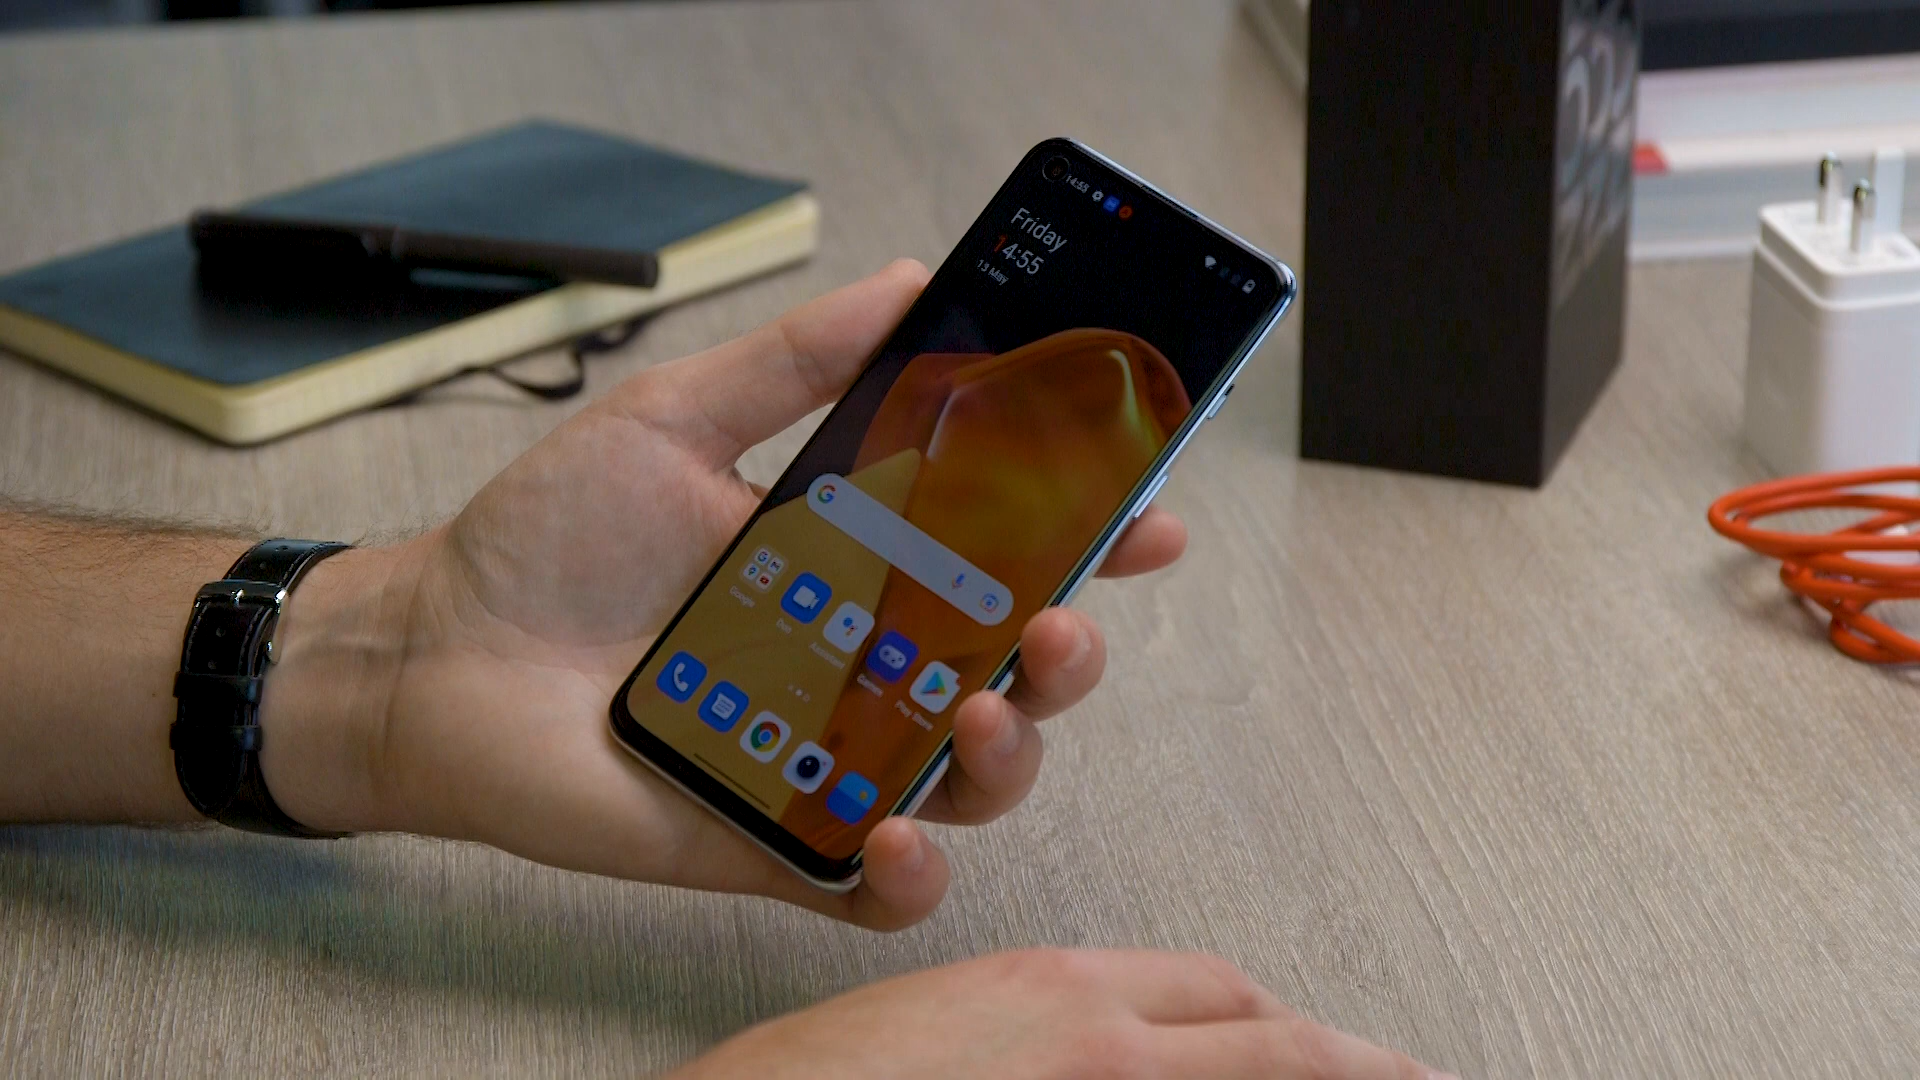 14:55
Friday
14:55
13 May
Google
Duo
Assistant
Games
Play Store